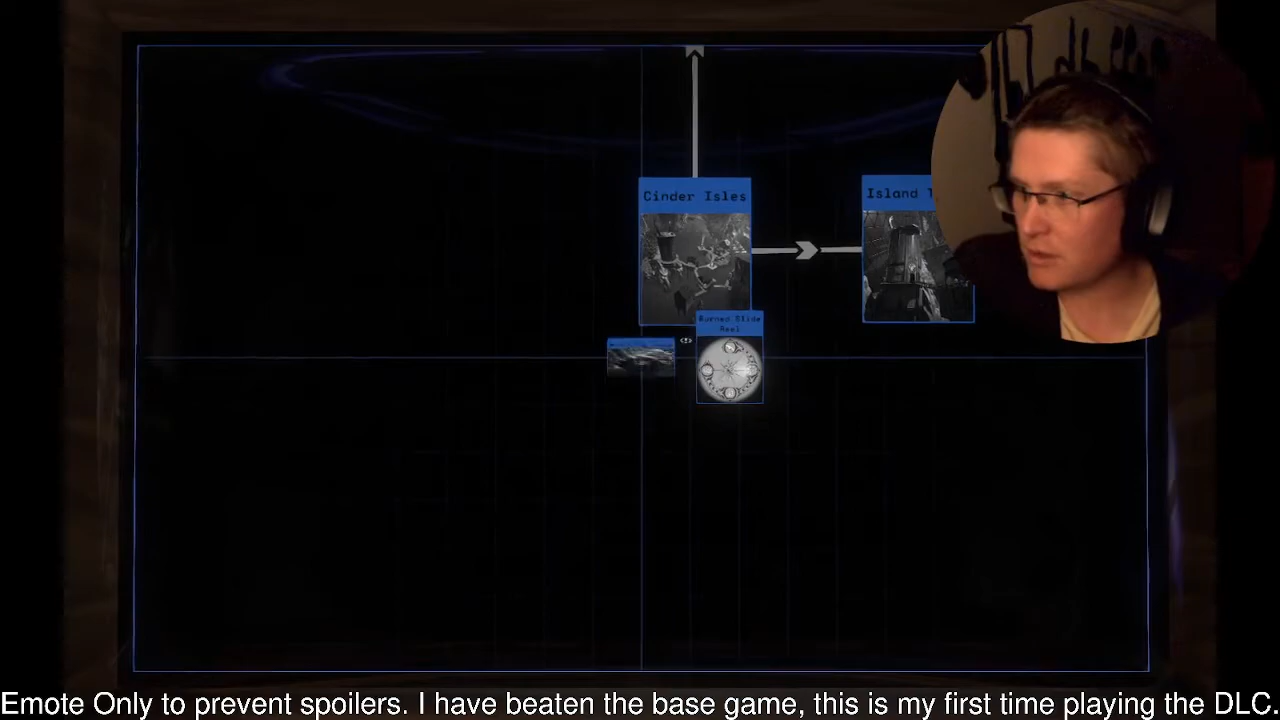 Cinder Isles
Island
Burned Slide
Reel
Emote Only to prevent spoilers. I have beaten the base game, this is my first time playing the DLC.